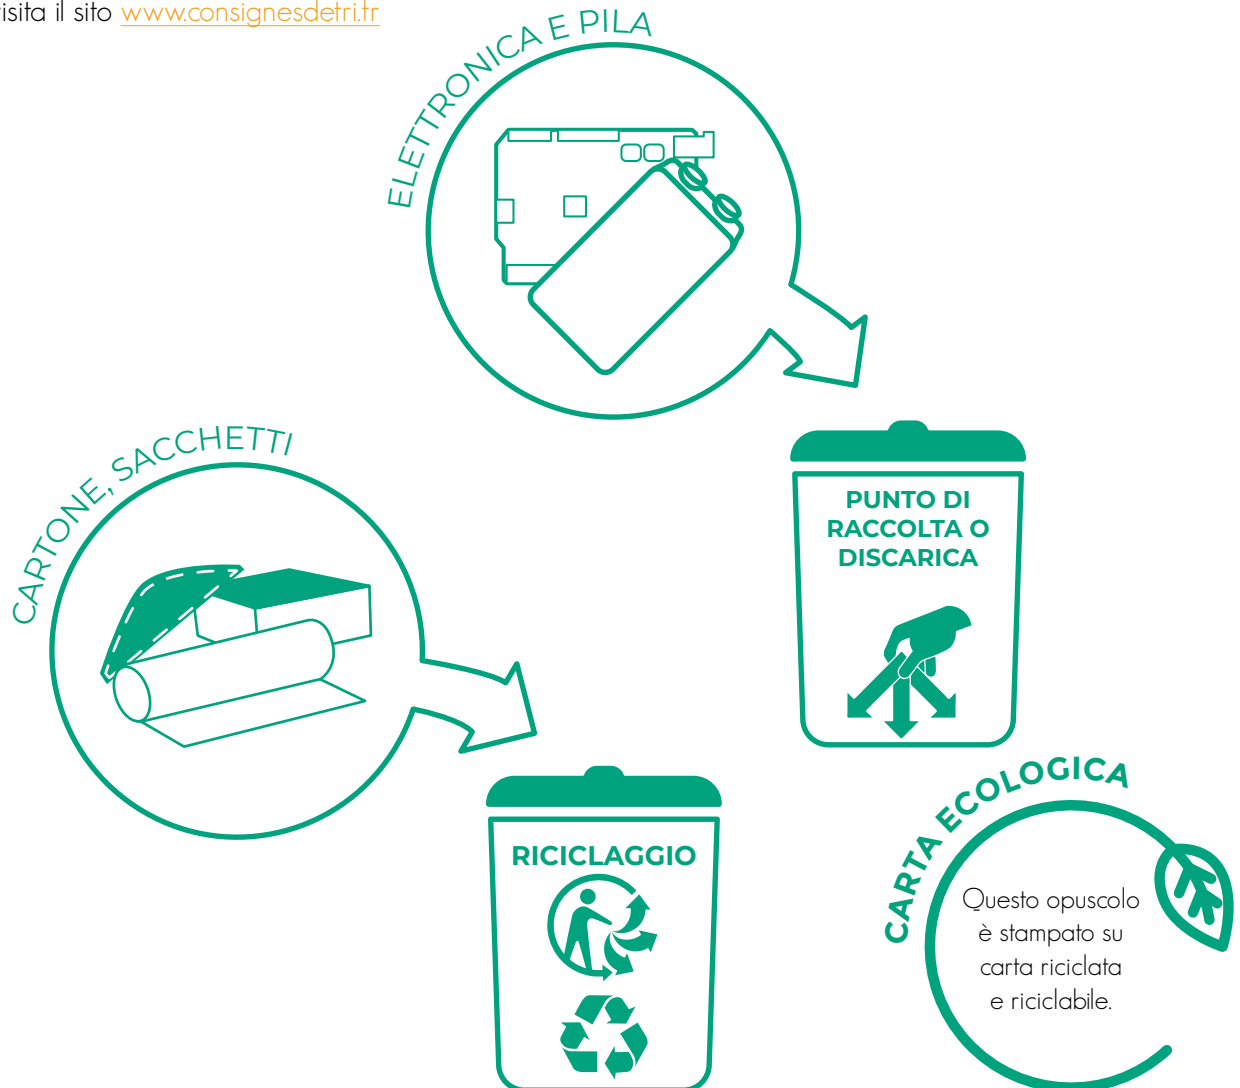 visita il sito www.consignesdetri.fr
ELETTRONICA E PILA
CARTONE, SACCHETTI
PUNTO DI
RACCOLTA O
DISCARICA
RICICLAGGIO
CARTA ECOLOGICA
Questo opuscolo
è stampato su
carta riciclata
e riciclabile.